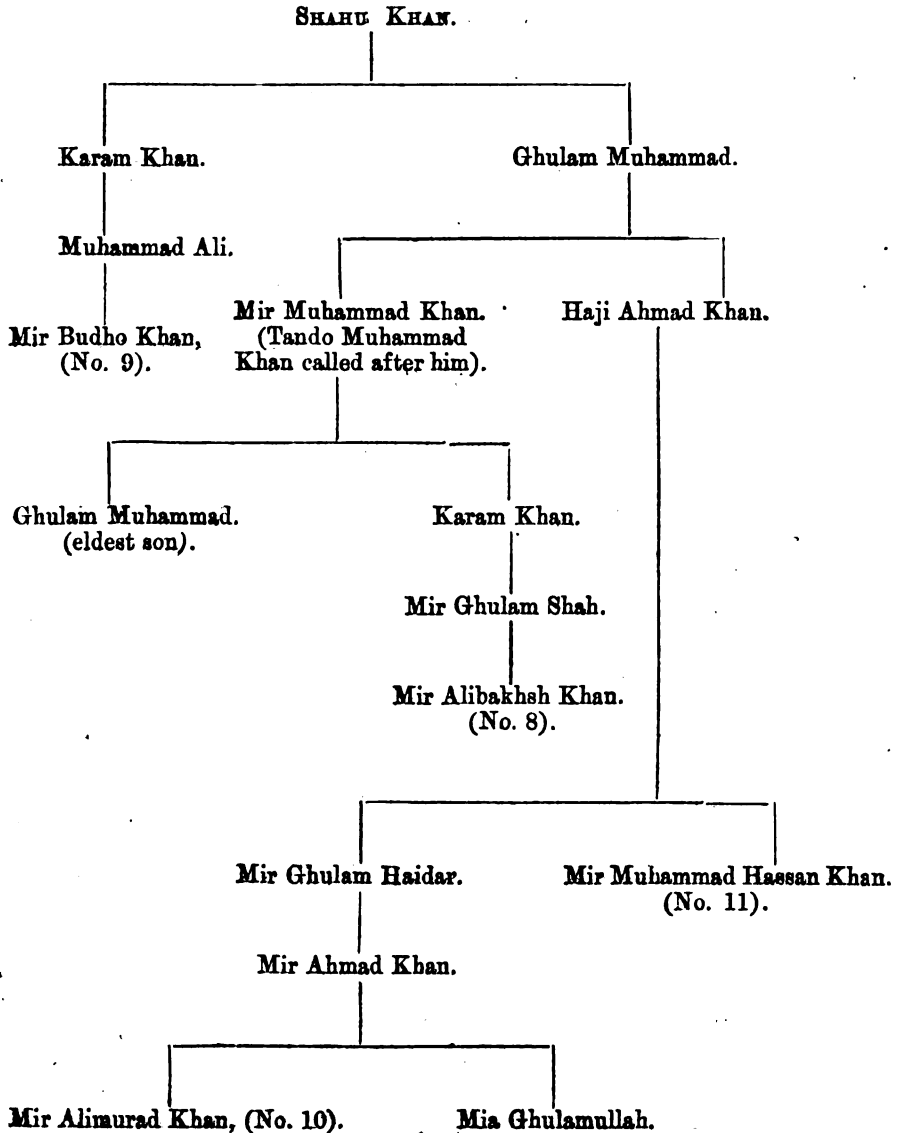 SHAHU KHAN.
Karam Khan.
Ghulam Muhammad.
Muhammad Ali.
Mir Budho Khan,
(No. 9).
Mir Muhammad Khan.
(Tando Muhammad
Khan called after him).
Haji Ahmad Khan.
Ghulam Muhammad.
(eldest son).
Karam Khan.
Mir Ghulam Shah.
Mir Alibakhsh Khan.
(No. 8).
Mir Ghulam Haidar.
Mir Muhammad Hassan Khan.
(No. 11).
Mir Ahmad Khan.
Mir Alimurad Khan, (No. 10).
Mia Ghulamullah.